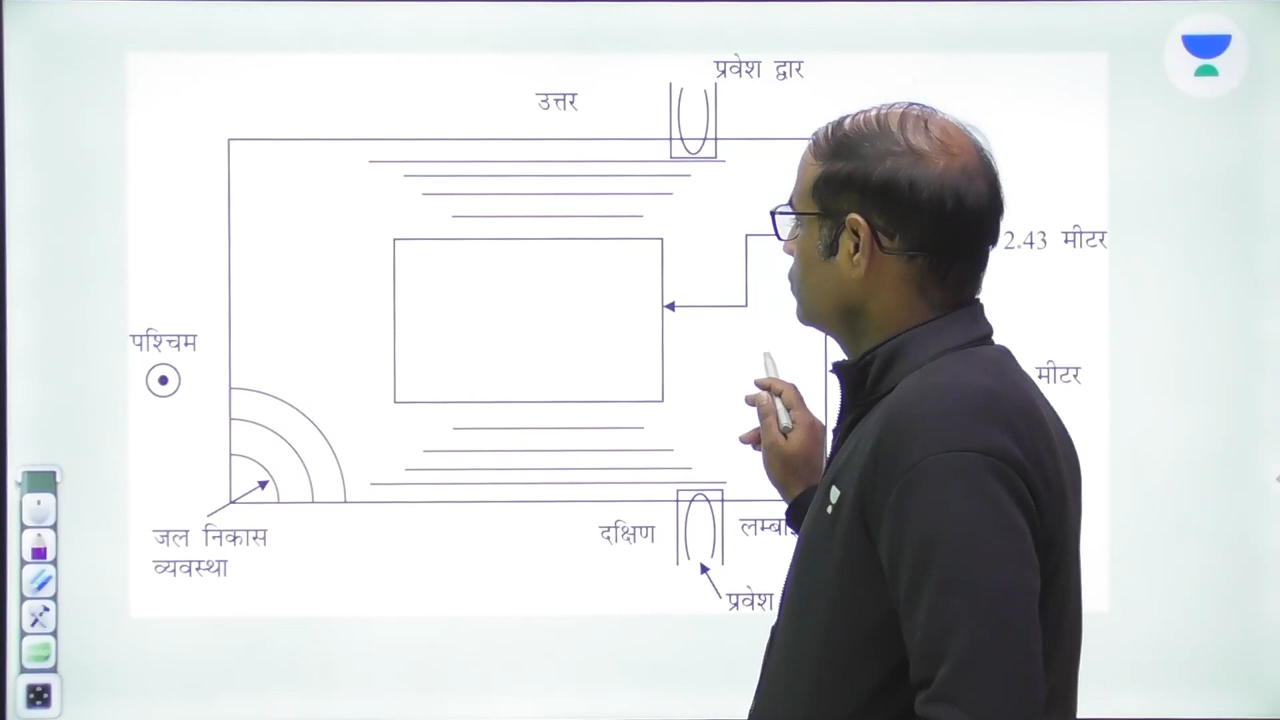 प्रवेश द्वार
उत्तर
2.43 मीटर
पश्चिम
मीटर
जल निकास
व्यवस्था
दक्षिण
प्रवेश